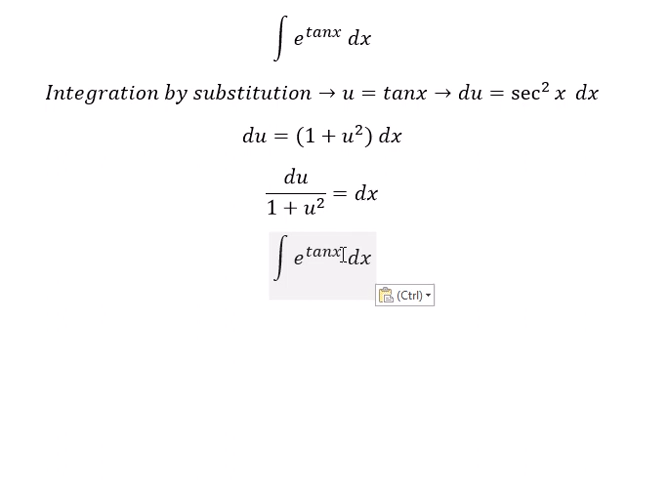 ∫ e^{tanx} dx
Integration by substitution → u = tanx → du = sec² x dx
du = (1 + u²) dx
du/(1 + u²) = dx
∫ e^{tanx} dx
(Ctrl)